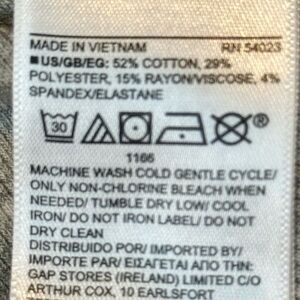 MADE IN VIETNAM RN 54023
■US/GB/EG: 52% COTTON, 29%
POLYESTER, 15% RAYON/VISCOSE, 4%
SPANDEX/ELASTANE
30
®
1166
MACHINE WASH COLD GENTLE CYCLE/
ONLY NON-CHLORINE BLEACH WHEN
NEEDED/ TUMBLE DRY LOW/ COOL
IRON/ DO NOT IRON LABEL/ DO NOT
DRY CLEAN
DISTRIBUIDO POR/ IMPORTED BY/
IMPORTE PAR/ ΕΙΣΑΓΕΤΑΙ ΑΠΟ ΤΗΝ
GAP STORES (IRELAND) LIMITED C/O
ARTHUR COX, 10 EARLSFORT